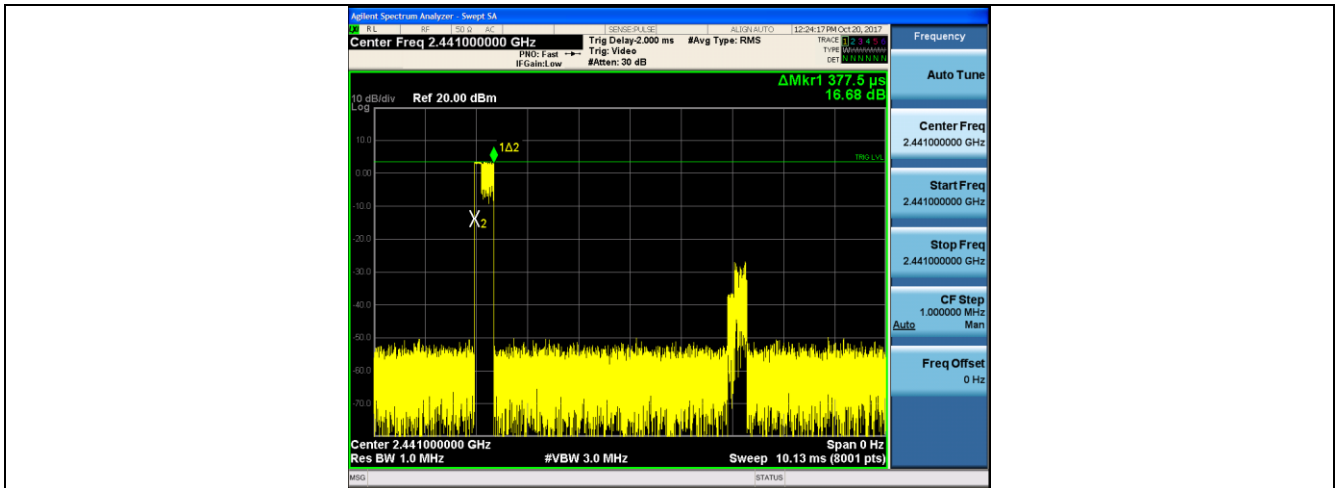 Agilent Spectrum Analyzer - Swept SA
RL RF 50 Ω AC SENSE:PULSE ALIGN AUTO 12:24:17 PM Oct 20, 2017
Center Freq 2.441000000 GHz
PNO: Fast
IFGain:Low
Trig Delay-2.000 ms
Trig: Video
#Atten: 30 dB
#Avg Type: RMS
TRACE 1 2 3 4 5 6
TYPE
DET N N N N N N
ΔMkr1 377.5 µs
16.68 dB
10 dB/div Ref 20.00 dBm
Log
10.0
1Δ2
TRIG LVL
0.00
-10.0
X2
-20.0
-30.0
-40.0
-50.0
-60.0
-70.0
Center 2.441000000 GHz Span 0 Hz
Res BW 1.0 MHz #VBW 3.0 MHz Sweep 10.13 ms (8001 pts)
MSG STATUS
Frequency
Auto Tune
Center Freq
2.441000000 GHz
Start Freq
2.441000000 GHz
Stop Freq
2.441000000 GHz
CF Step
1.000000 MHz
Auto Man
Freq Offset
0 Hz